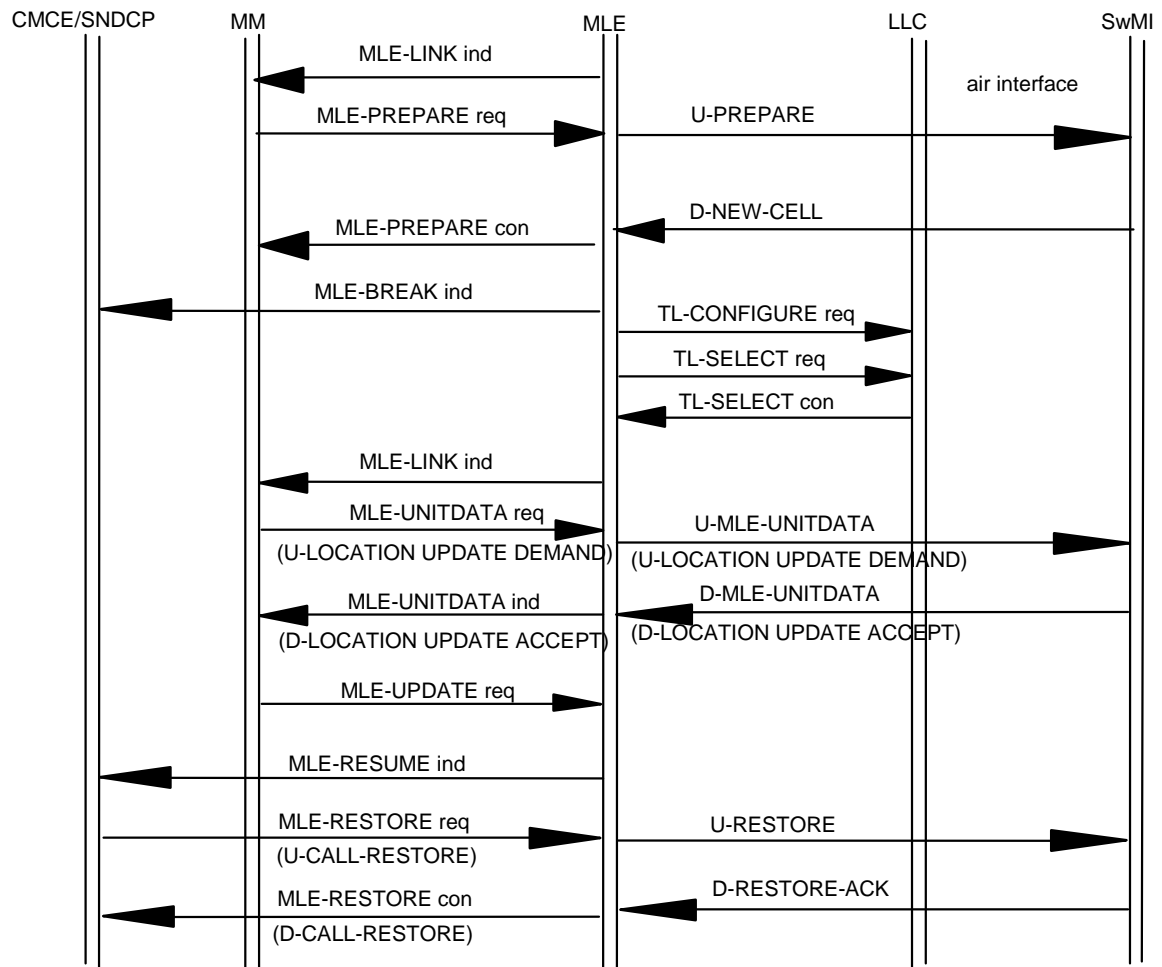 CMCE/SNDCP MM MLE LLC SwMI
MLE-LINK ind
air interface
MLE-PREPARE req U-PREPARE
D-NEW-CELL
MLE-PREPARE con
MLE-BREAK ind
TL-CONFIGURE req
TL-SELECT req
TL-SELECT con
MLE-LINK ind
MLE-UNITDATA req U-MLE-UNITDATA
(U-LOCATION UPDATE DEMAND) (U-LOCATION UPDATE DEMAND)
MLE-UNITDATA ind D-MLE-UNITDATA
(D-LOCATION UPDATE ACCEPT) (D-LOCATION UPDATE ACCEPT)
MLE-UPDATE req
MLE-RESUME ind
MLE-RESTORE req U-RESTORE
(U-CALL-RESTORE)
MLE-RESTORE con D-RESTORE-ACK
(D-CALL-RESTORE)